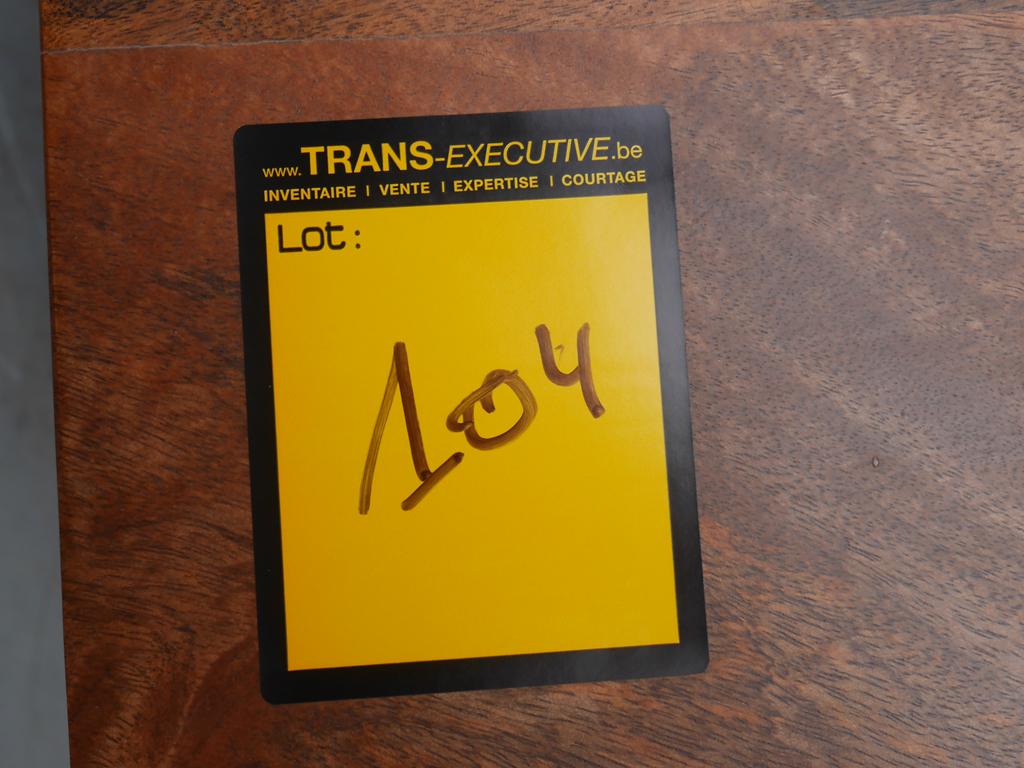 www.TRANS-EXECUTIVE.be
INVENTAIRE | VENTE | EXPERTISE | COURTAGE
Lot:
104